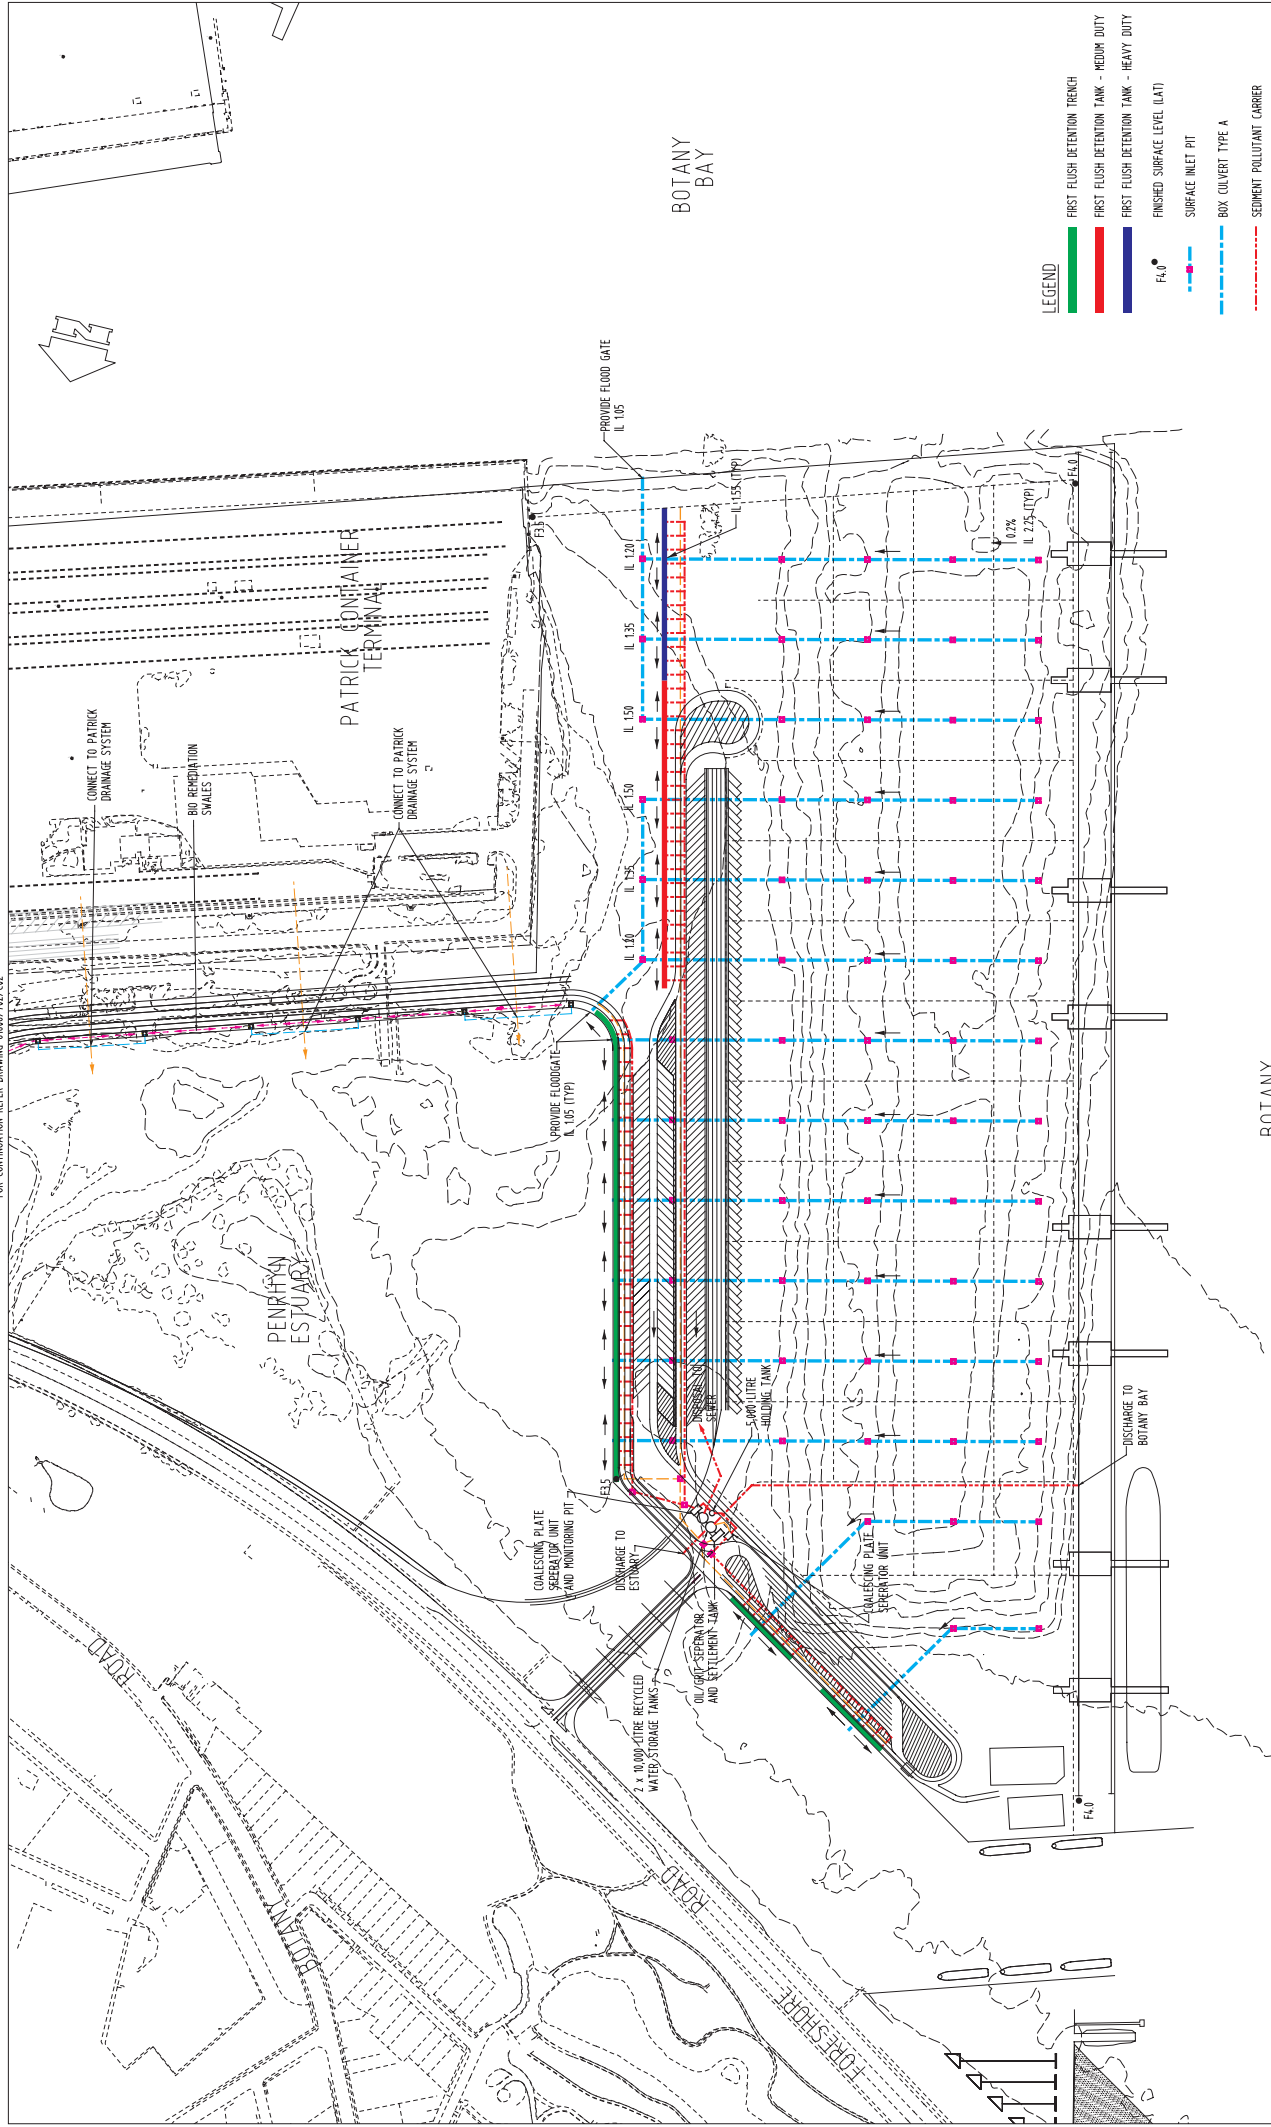 BOTANY
BAY
LEGEND
FIRST FLUSH DETENTION TRENCH
FIRST FLUSH DETENTION TANK - MEDIUM DUTY
FIRST FLUSH DETENTION TANK - HEAVY DUTY
F4.0
FINISHED SURFACE LEVEL (LAT)
SURFACE INLET PIT
BOX CULVERT TYPE A
SEDIMENT POLLUTANT CARRIER
PATRICK CONTAINER
TERMINAL
CONNECT TO PATRICK
DRAINAGE SYSTEM
BIO REMEDIATION
SWALES
CONNECT TO PATRICK
DRAINAGE SYSTEM
PROVIDE FLOOD GATE
IL 1.05
F3.5
IL 1.55 (TYP)
IL 1.20
IL 1.35
IL 1.50
IL 1.50
IL 1.35
IL 1.20
F4.0
0.2%
IL 2.25 (TYP)
PROVIDE FLOODGATE
IL 1.05 (TYP)
PENRHYN
ESTUARY
F3.5
COALESCING PLATE
SEPERATOR UNIT
AND MONITORING PIT
DISCHARGE TO
ESTUARY
DISPOSAL TO
SEWER
5,000 LITRE
HOLDING TANK
DISCHARGE TO
BOTANY BAY
COALESCING PLATE
SEPERATOR UNIT
OIL/GRIT SEPERATOR
AND SETTLEMENT TANK
2 x 10,000 LITRE RECYCLED
WATER STORAGE TANKS
F4.0
BOTANY
ROAD
FORESHORE
ROAD
BOTANY